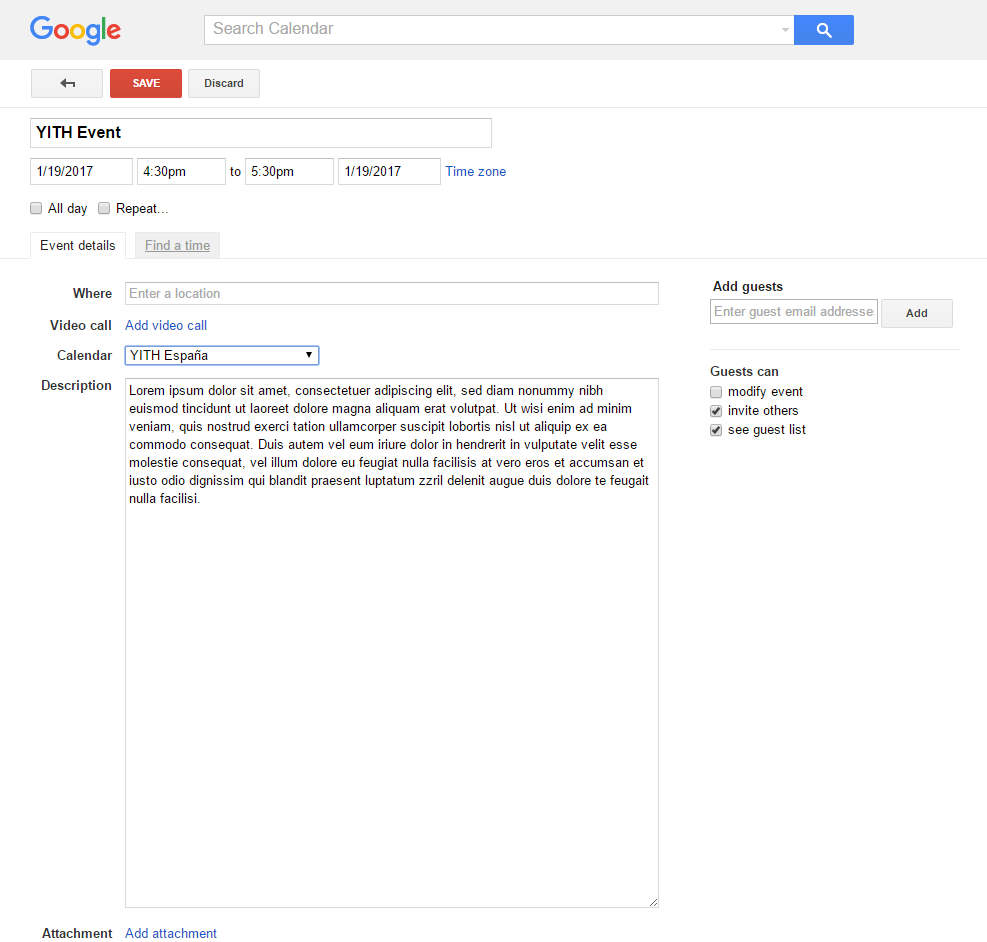 Google
Search Calendar
SAVE
Discard
YITH Event
1/19/2017 4:30pm to 5:30pm 1/19/2017 Time zone
All day Repeat...
Event details Find a time
Where Enter a location
Video call Add video call
Calendar YITH España
Description
Lorem ipsum dolor sit amet, consectetuer adipiscing elit, sed diam nonummy nibh
euismod tincidunt ut laoreet dolore magna aliquam erat volutpat. Ut wisi enim ad minim
veniam, quis nostrud exerci tation ullamcorper suscipit lobortis nisl ut aliquip ex ea
commodo consequat. Duis autem vel eum iriure dolor in hendrerit in vulputate velit esse
molestie consequat, vel illum dolore eu feugiat nulla facilisis at vero eros et accumsan et
iusto odio dignissim qui blandit praesent luptatum zzril delenit augue duis dolore te feugait
nulla facilisi.
Attachment Add attachment
Add guests
Enter guest email addresse Add
Guests can
modify event
invite others
see guest list